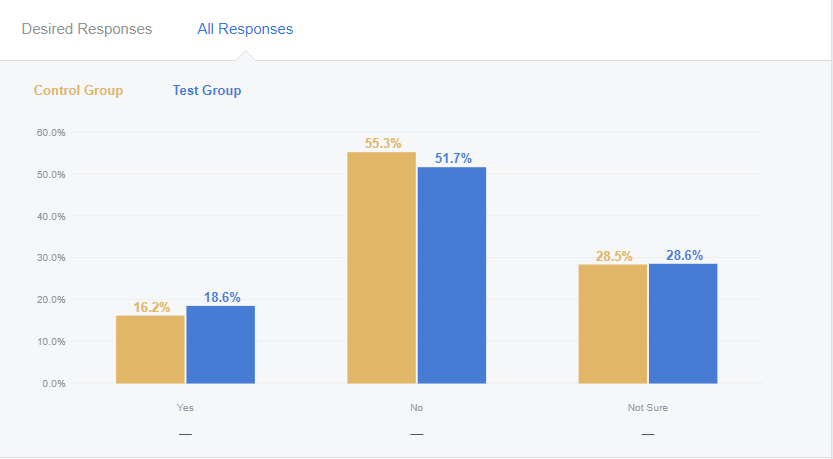 Desired Responses All Responses
Control Group Test Group
60.0%
50.0%
40.0%
30.0%
20.0%
10.0%
0.0%
16.2% 18.6%
55.3% 51.7%
28.5% 28.6%
Yes No Not Sure
— — —